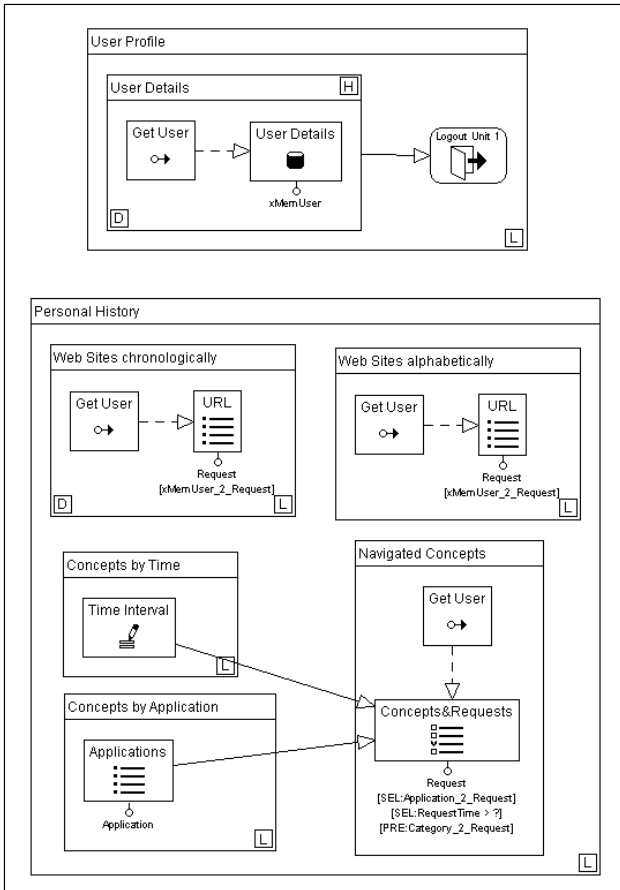 User Profile
User Details
H
Get User
User Details
Logout Unit 1
xMemUser
D
L
Personal History
Web Sites chronologically
Get User
URL
Request
[xMemUser_2_Request]
D
L
Web Sites alphabetically
Get User
URL
Request
[xMemUser_2_Request]
L
Concepts by Time
Time Interval
L
Navigated Concepts
Get User
Concepts&Requests
Request
[SEL:Application_2_Request]
[SEL:RequestTime > ?]
[PRE:Category_2_Request]
Concepts by Application
Applications
Application
L
L